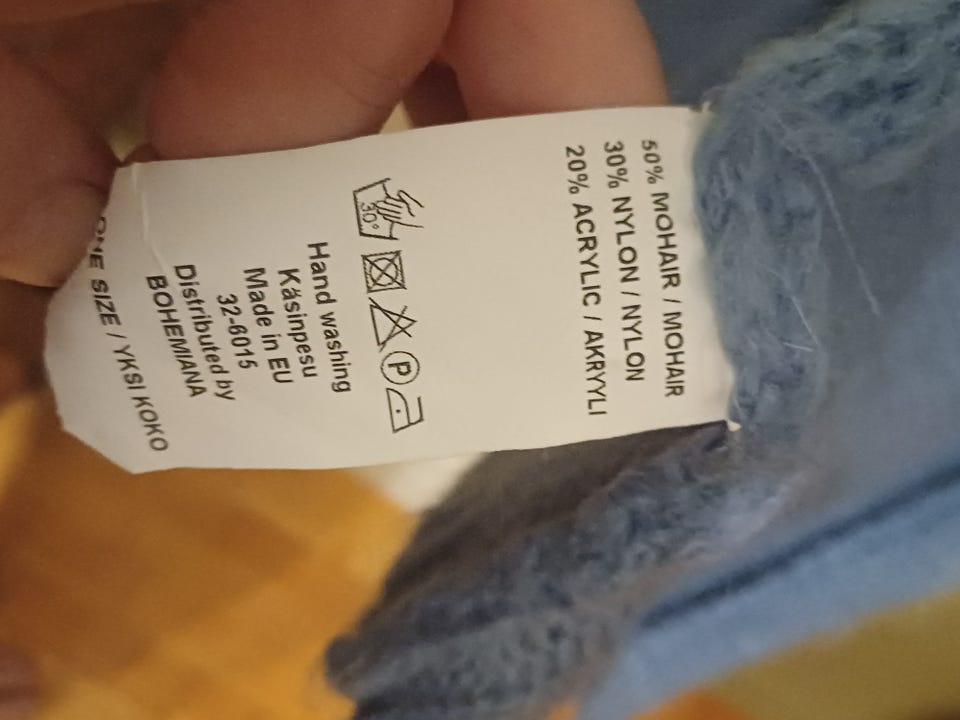 50% MOHAIR / MOHAIR
30% NYLON / NYLON
20% ACRYLIC / AKRYYLI
30°
P
Hand washing
Käsinpesu
Made in EU
32-6015
Distributed by
BOHEMIANA
ONE SIZE / YKSI KOKO